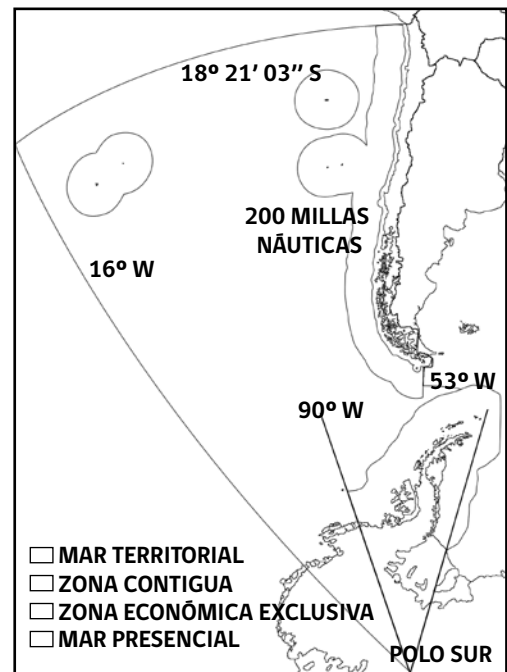 18º 21′ 03″ S
200 MILLAS
NÁUTICAS
16º W
53º W
90º W
MAR TERRITORIAL
ZONA CONTIGUA
ZONA ECONÓMICA EXCLUSIVA
MAR PRESENCIAL
POLO SUR